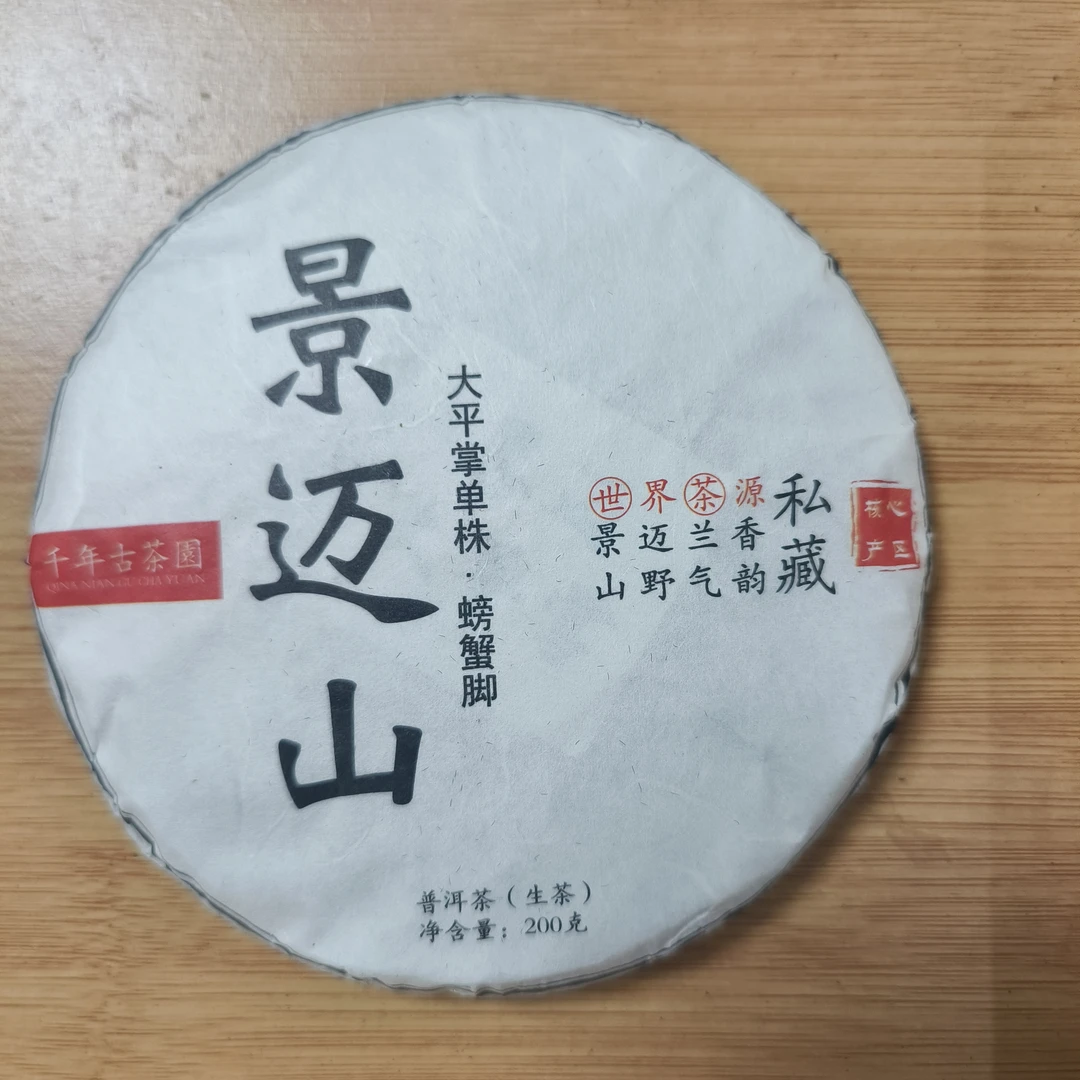 景迈山
大平掌单株·螃蟹脚
千年古茶園
QINA NIAN GU CHA YUAN
世界茶源
景迈兰香
山野气韵
私藏
核心
产区
普洱茶（生茶）
净含量：200克